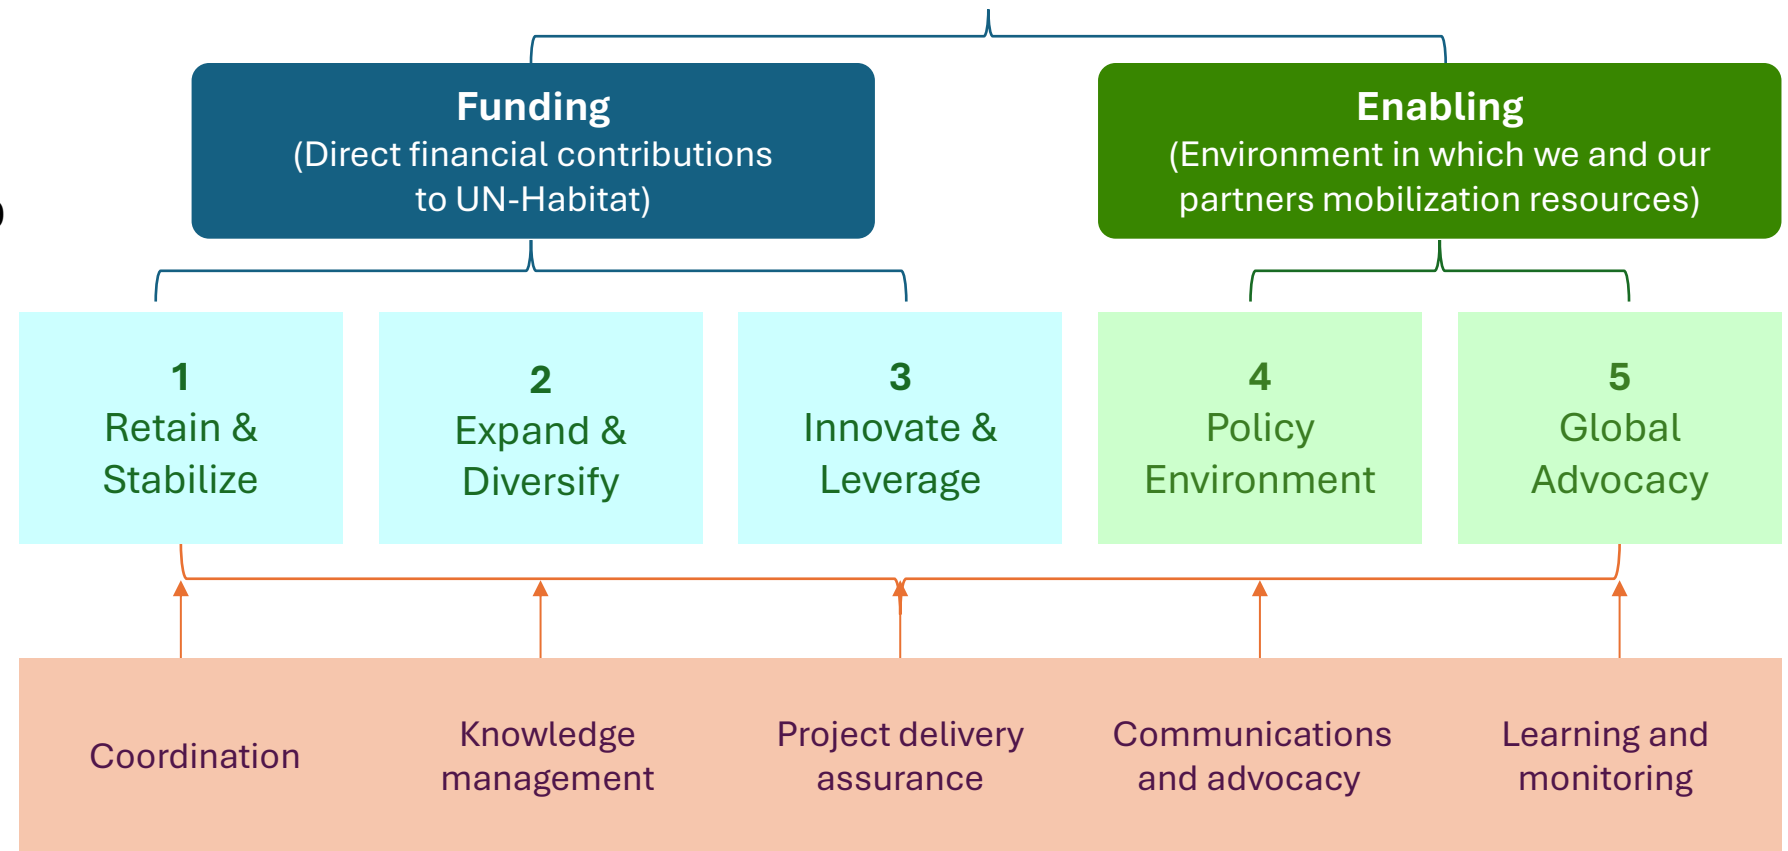 Funding
(Direct financial contributions
to UN-Habitat)
Enabling
(Environment in which we and our
partners mobilization resources)
1
Retain &
Stabilize
2
Expand &
Diversify
3
Innovate &
Leverage
4
Policy
Environment
5
Global
Advocacy
Coordination
Knowledge
management
Project delivery
assurance
Communications
and advocacy
Learning and
monitoring